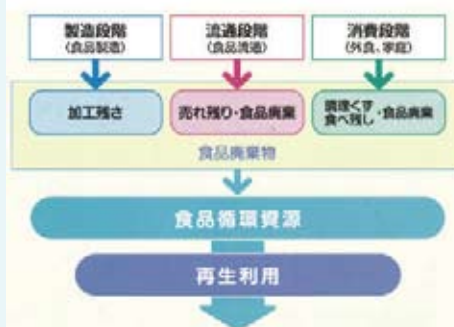 製造段階
(食品製造)
流通段階
(食品流通)
消費段階
(外食、家庭)
加工残さ
売れ残り・食品廃棄
調理くず
食べ残し・食品廃棄
食品廃棄物
食品循環資源
再生利用